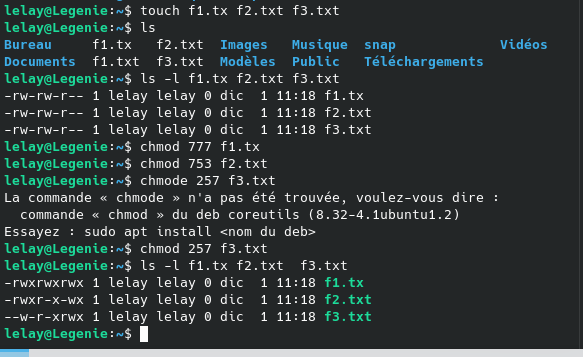 lelay@Legenie:~$ touch f1.tx f2.txt f3.txt
lelay@Legenie:~$ ls
Bureau     f1.tx   f2.txt  Images   Musique  snap             Vidéos
Documents  f1.txt  f3.txt  Modèles  Public   Téléchargements
lelay@Legenie:~$ ls -l f1.tx f2.txt f3.txt
-rw-rw-r-- 1 lelay lelay 0 dic  1 11:18 f1.tx
-rw-rw-r-- 1 lelay lelay 0 dic  1 11:18 f2.txt
-rw-rw-r-- 1 lelay lelay 0 dic  1 11:18 f3.txt
lelay@Legenie:~$ chmod 777 f1.tx
lelay@Legenie:~$ chmod 753 f2.txt
lelay@Legenie:~$ chmode 257 f3.txt
La commande « chmode » n'a pas été trouvée, voulez-vous dire :
  commande « chmod » du deb coreutils (8.32-4.1ubuntu1.2)
Essayez : sudo apt install <nom du deb>
lelay@Legenie:~$ chmod 257 f3.txt
lelay@Legenie:~$ ls -l f1.tx f2.txt  f3.txt
-rwxrwxrwx 1 lelay lelay 0 dic  1 11:18 f1.tx
-rwxr-x-wx 1 lelay lelay 0 dic  1 11:18 f2.txt
--w-r-xrwx 1 lelay lelay 0 dic  1 11:18 f3.txt
lelay@Legenie:~$